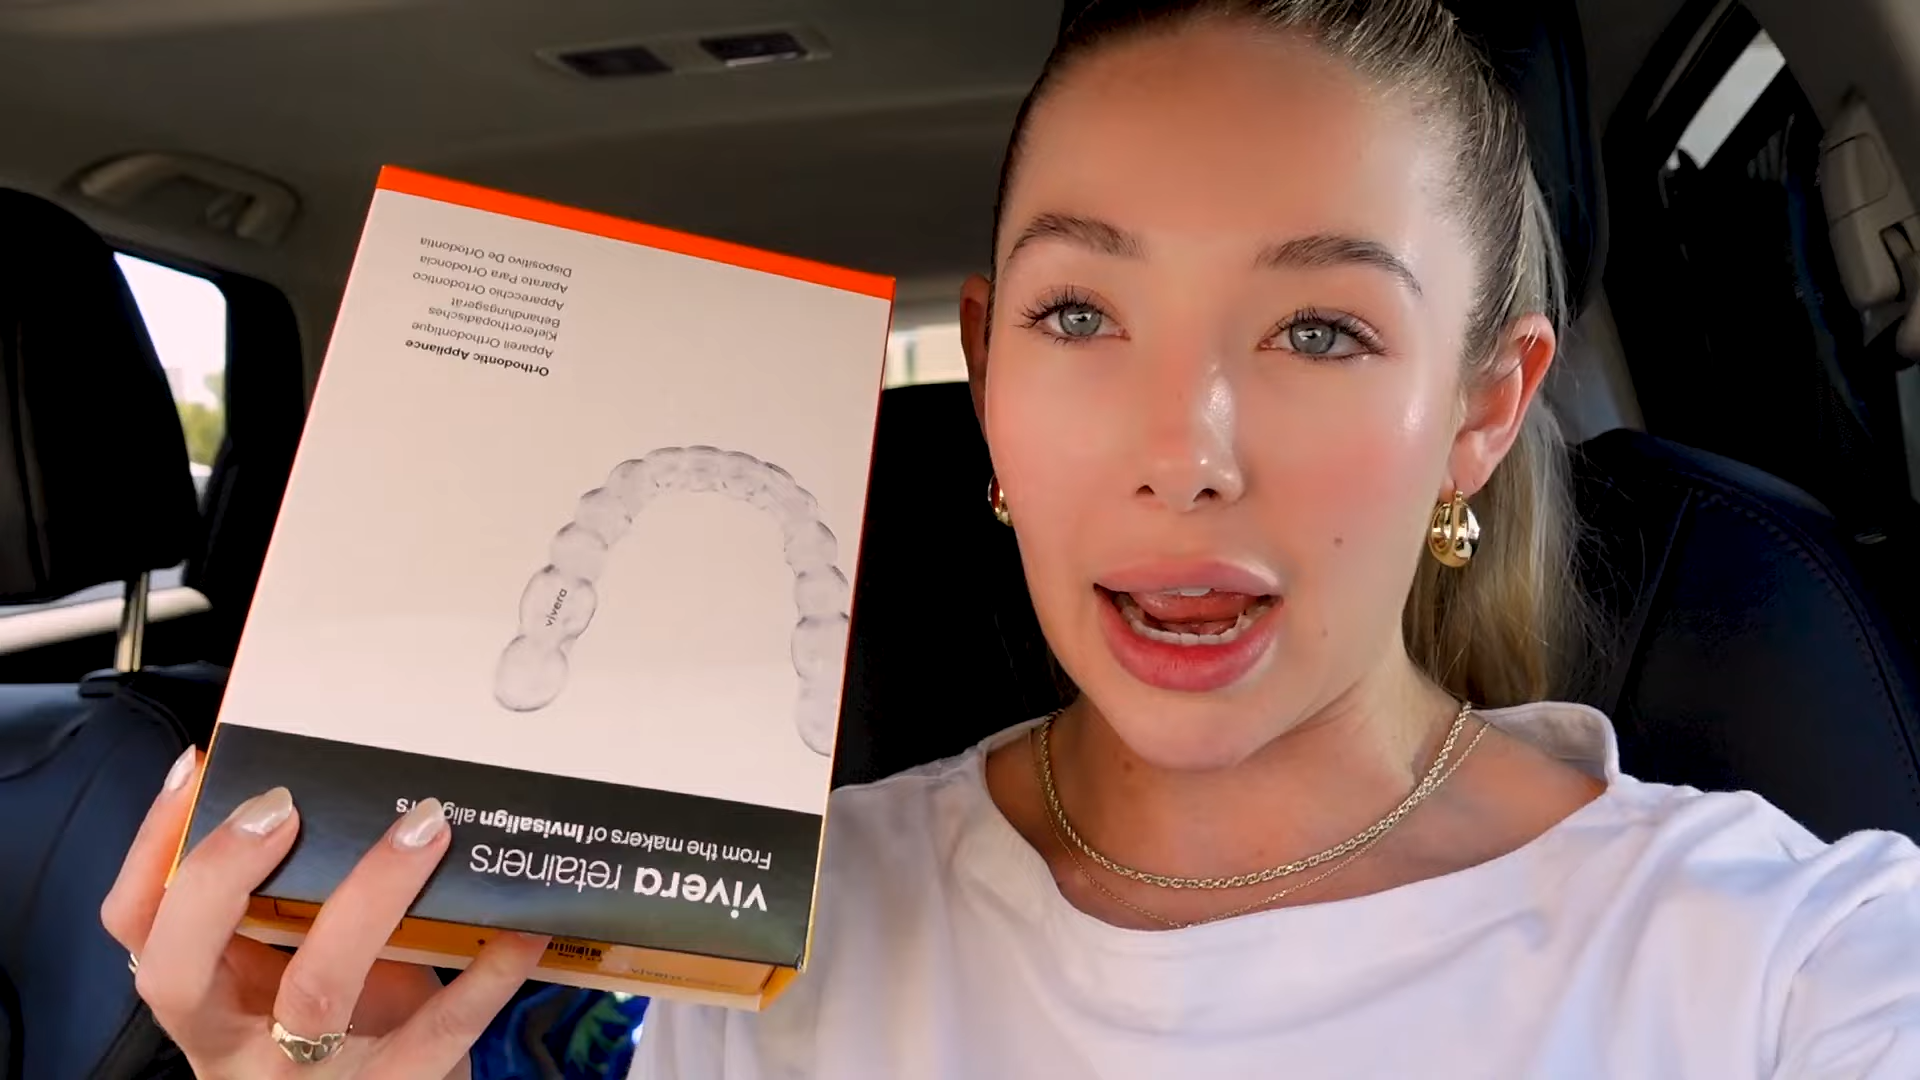 vivera retainers
From the makers of Invisalign aligners
vivera
Orthodontic Appliance
Appareil Orthodontique
Kieferorthopädisches
Behandlungsgerät
Apparecchio Ortodontico
Aparato Para Ortodoncia
Dispositivo De Ortodontia
vivera